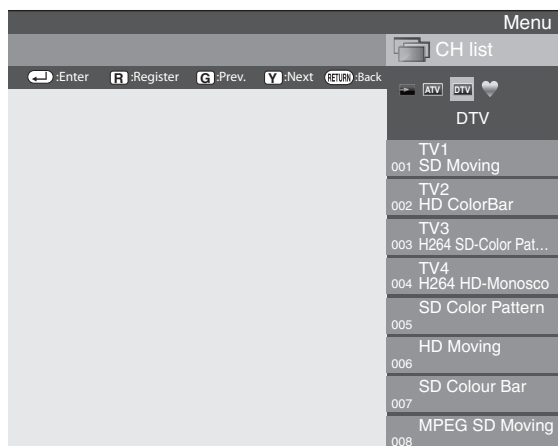 Menu
CH list
:Enter R :Register G :Prev. Y :Next RETURN :Back
ATV DTV
DTV
TV1
001 SD Moving
TV2
002 HD ColorBar
TV3
003 H264 SD-Color Pat...
TV4
004 H264 HD-Monosco
SD Color Pattern
005
HD Moving
006
SD Colour Bar
007
MPEG SD Moving
008